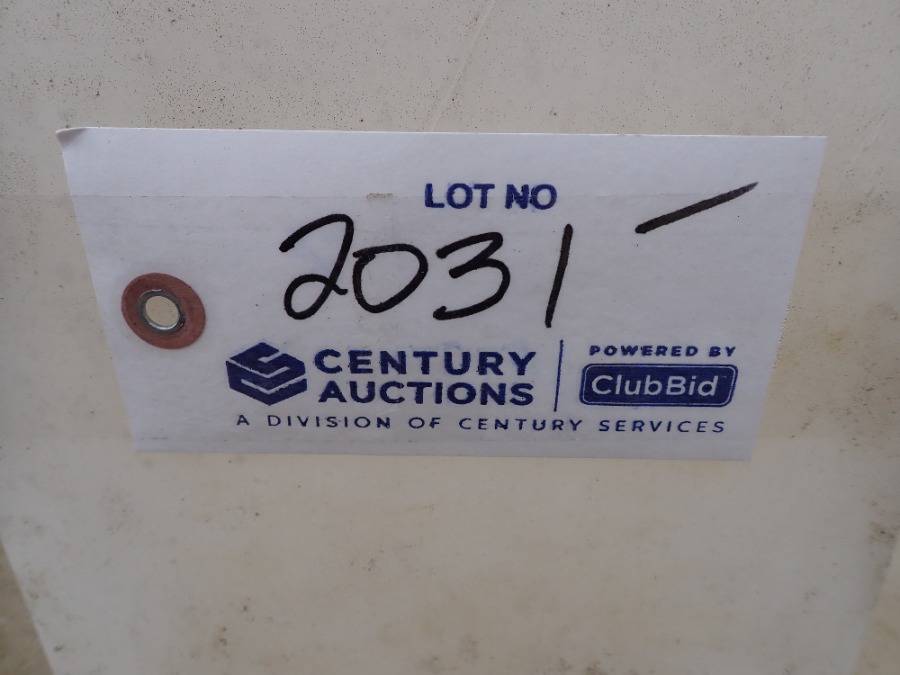 LOT NO
2031 -
CENTURY
AUCTIONS
POWERED BY
ClubBid
A DIVISION OF CENTURY SERVICES